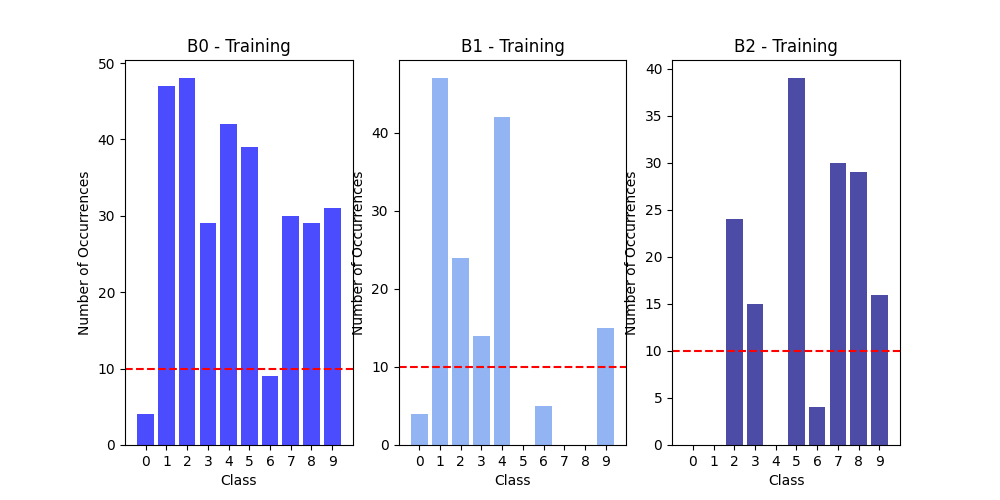 B0 - Training
Number of Occurrences
50
40
30
20
10
0
0 1 2 3 4 5 6 7 8 9
Class
B1 - Training
Number of Occurrences
40
30
20
10
0
0 1 2 3 4 5 6 7 8 9
Class
B2 - Training
Number of Occurrences
40
35
30
25
20
15
10
5
0
0 1 2 3 4 5 6 7 8 9
Class